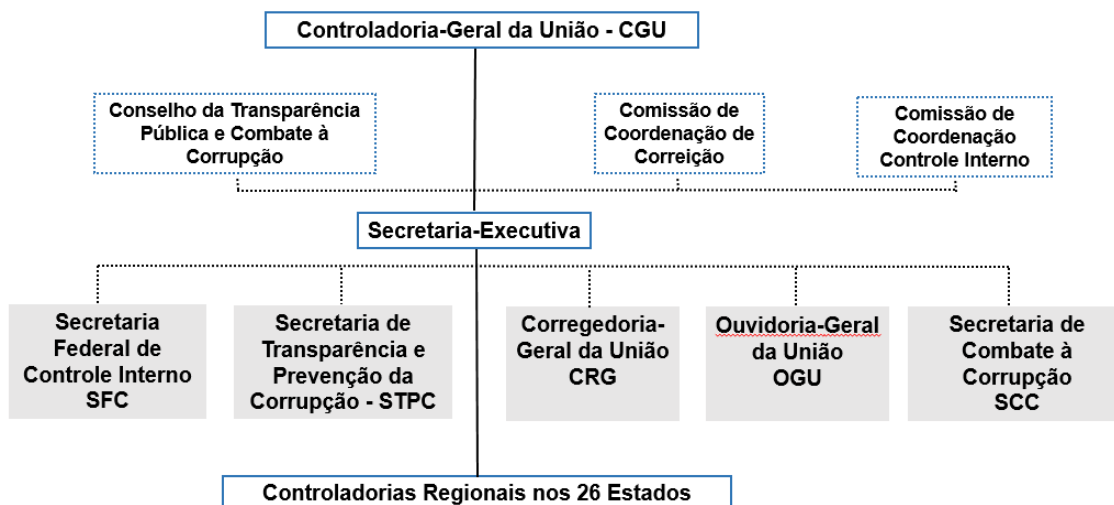 Controladoria-Geral da União - CGU
Conselho da Transparência
Pública e Combate à
Corrupção
Comissão de
Coordenação de
Correição
Comissão de
Coordenação
Controle Interno
Secretaria-Executiva
Secretaria
Federal de
Controle Interno
SFC
Secretaria de
Transparência e
Prevenção da
Corrupção - STPC
Corregedoria-
Geral da União
CRG
Ouvidoria-Geral
da União
OGU
Secretaria de
Combate à
Corrupção
SCC
Controladorias Regionais nos 26 Estados